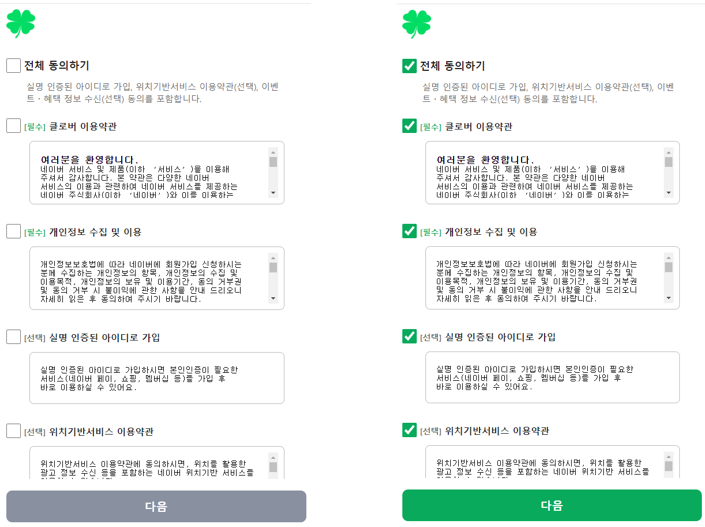 전체 동의하기
실명 인증된 아이디로 가입, 위치기반서비스 이용약관(선택), 이벤
트 · 혜택 정보 수신(선택) 동의를 포함합니다.
[필수] 클로버 이용약관
여러분을 환영합니다.
네이버 서비스 및 제품(이하 ‘서비스’)을 이용해
주셔서 감사합니다. 본 약관은 다양한 네이버
서비스의 이용과 관련하여 네이버 서비스를 제공하는
네이버 주식회사(이하 ‘네이버’)와 이를 이용하는
[필수] 개인정보 수집 및 이용
개인정보보호법에 따라 네이버에 회원가입 신청하시는
분께 수집하는 개인정보의 항목, 개인정보의 수집 및
이용목적, 개인정보의 보유 및 이용기간, 동의 거부권
및 동의 거부 시 불이익에 관한 사항을 안내 드리오니
자세히 읽은 후 동의하여 주시기 바랍니다.
[선택] 실명 인증된 아이디로 가입
실명 인증된 아이디로 가입하시면 본인인증이 필요한
서비스(네이버 페이, 쇼핑, 멤버십 등)를 가입 후
바로 이용하실 수 있어요.
[선택] 위치기반서비스 이용약관
위치기반서비스 이용약관에 동의하시면, 위치를 활용한
광고 정보 수신 등을 포함하는 네이버 위치기반 서비스를
다음
전체 동의하기
실명 인증된 아이디로 가입, 위치기반서비스 이용약관(선택), 이벤
트 · 혜택 정보 수신(선택) 동의를 포함합니다.
[필수] 클로버 이용약관
여러분을 환영합니다.
네이버 서비스 및 제품(이하 ‘서비스’)을 이용해
주셔서 감사합니다. 본 약관은 다양한 네이버
서비스의 이용과 관련하여 네이버 서비스를 제공하는
네이버 주식회사(이하 ‘네이버’)와 이를 이용하는
[필수] 개인정보 수집 및 이용
개인정보보호법에 따라 네이버에 회원가입 신청하시는
분께 수집하는 개인정보의 항목, 개인정보의 수집 및
이용목적, 개인정보의 보유 및 이용기간, 동의 거부권
및 동의 거부 시 불이익에 관한 사항을 안내 드리오니
자세히 읽은 후 동의하여 주시기 바랍니다.
[선택] 실명 인증된 아이디로 가입
실명 인증된 아이디로 가입하시면 본인인증이 필요한
서비스(네이버 페이, 쇼핑, 멤버십 등)를 가입 후
바로 이용하실 수 있어요.
[선택] 위치기반서비스 이용약관
위치기반서비스 이용약관에 동의하시면, 위치를 활용한
광고 정보 수신 등을 포함하는 네이버 위치기반 서비스를
다음